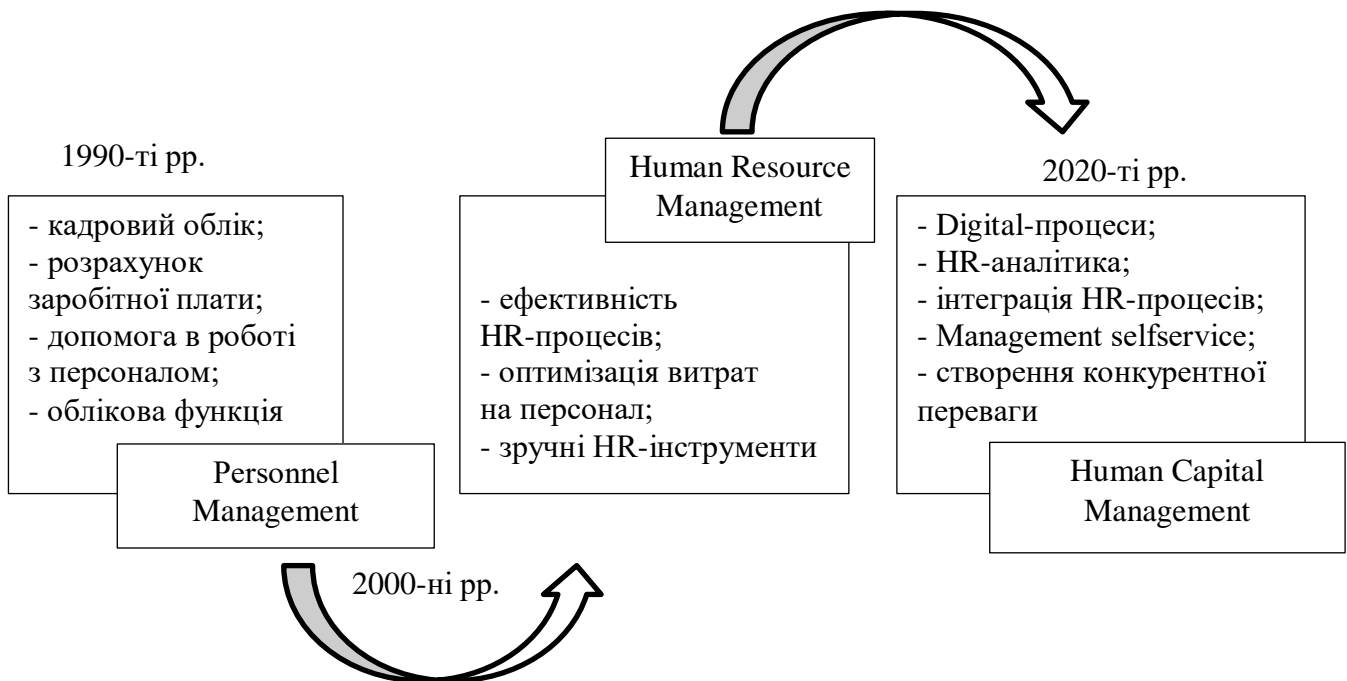 1990-ті рр.
- кадровий облік;
- розрахунок
заробітної плати;
- допомога в роботі
з персоналом;
- облікова функція
Personnel
Management
2000-ні рр.
Human Resource
Management
- ефективність
HR-процесів;
- оптимізація витрат
на персонал;
- зручні HR-інструменти
2020-ті рр.
- Digital-процеси;
- HR-аналітика;
- інтеграція HR-процесів;
- Management selfservice;
- створення конкурентної
переваги
Human Capital
Management